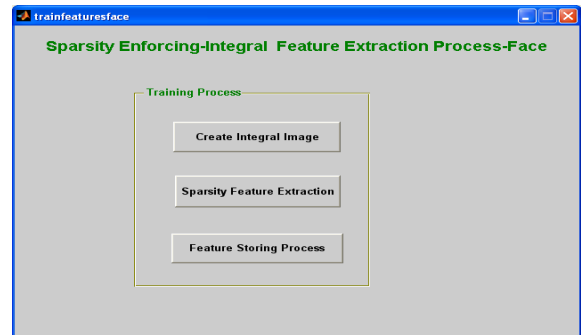 trainfeaturesface
Sparsity Enforcing-Integral Feature Extraction Process-Face
Training Process
Create Integral Image
Sparsity Feature Extraction
Feature Storing Process